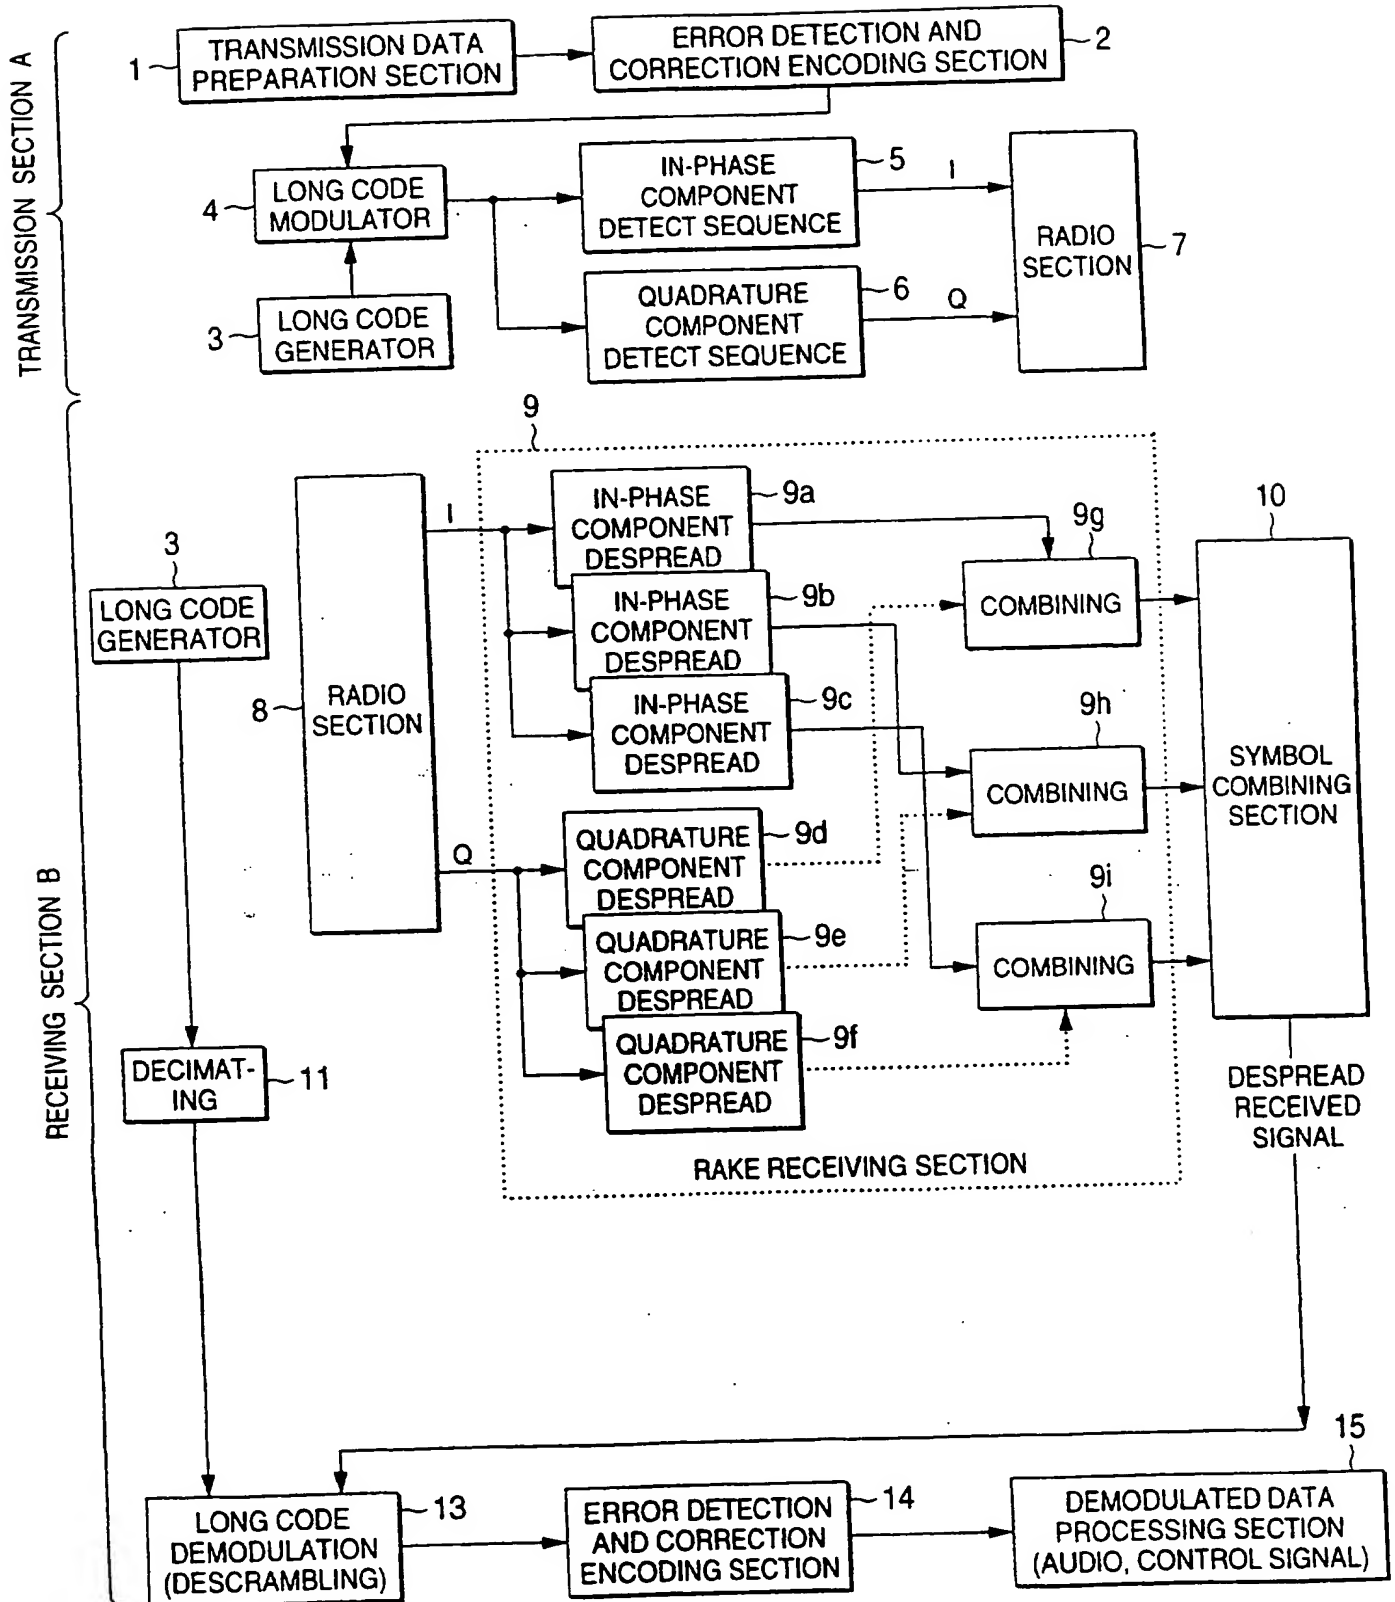 TRANSMISSION SECTION A
1
TRANSMISSION DATA
PREPARATION SECTION
ERROR DETECTION AND
CORRECTION ENCODING SECTION
2
4
LONG CODE
MODULATOR
IN-PHASE
COMPONENT
DETECT SEQUENCE
5
I
RADIO
SECTION
7
3
LONG CODE
GENERATOR
QUADRATURE
COMPONENT
DETECT SEQUENCE
6
Q
RECEIVING SECTION B
9
3
LONG CODE
GENERATOR
8
RADIO
SECTION
I
IN-PHASE
COMPONENT
DESPREAD
9a
IN-PHASE
COMPONENT
DESPREAD
9b
IN-PHASE
COMPONENT
DESPREAD
9c
9g
COMBINING
9h
COMBINING
9i
COMBINING
10
SYMBOL
COMBINING
SECTION
Q
QUADRATURE
COMPONENT
DESPREAD
9d
QUADRATURE
COMPONENT
DESPREAD
9e
QUADRATURE
COMPONENT
DESPREAD
9f
RAKE RECEIVING SECTION
DECIMAT-
ING
11
DESPREAD
RECEIVED
SIGNAL
LONG CODE
DEMODULATION
(DESCRAMBLING)
13
ERROR DETECTION
AND CORRECTION
ENCODING SECTION
14
15
DEMODULATED DATA
PROCESSING SECTION
(AUDIO, CONTROL SIGNAL)